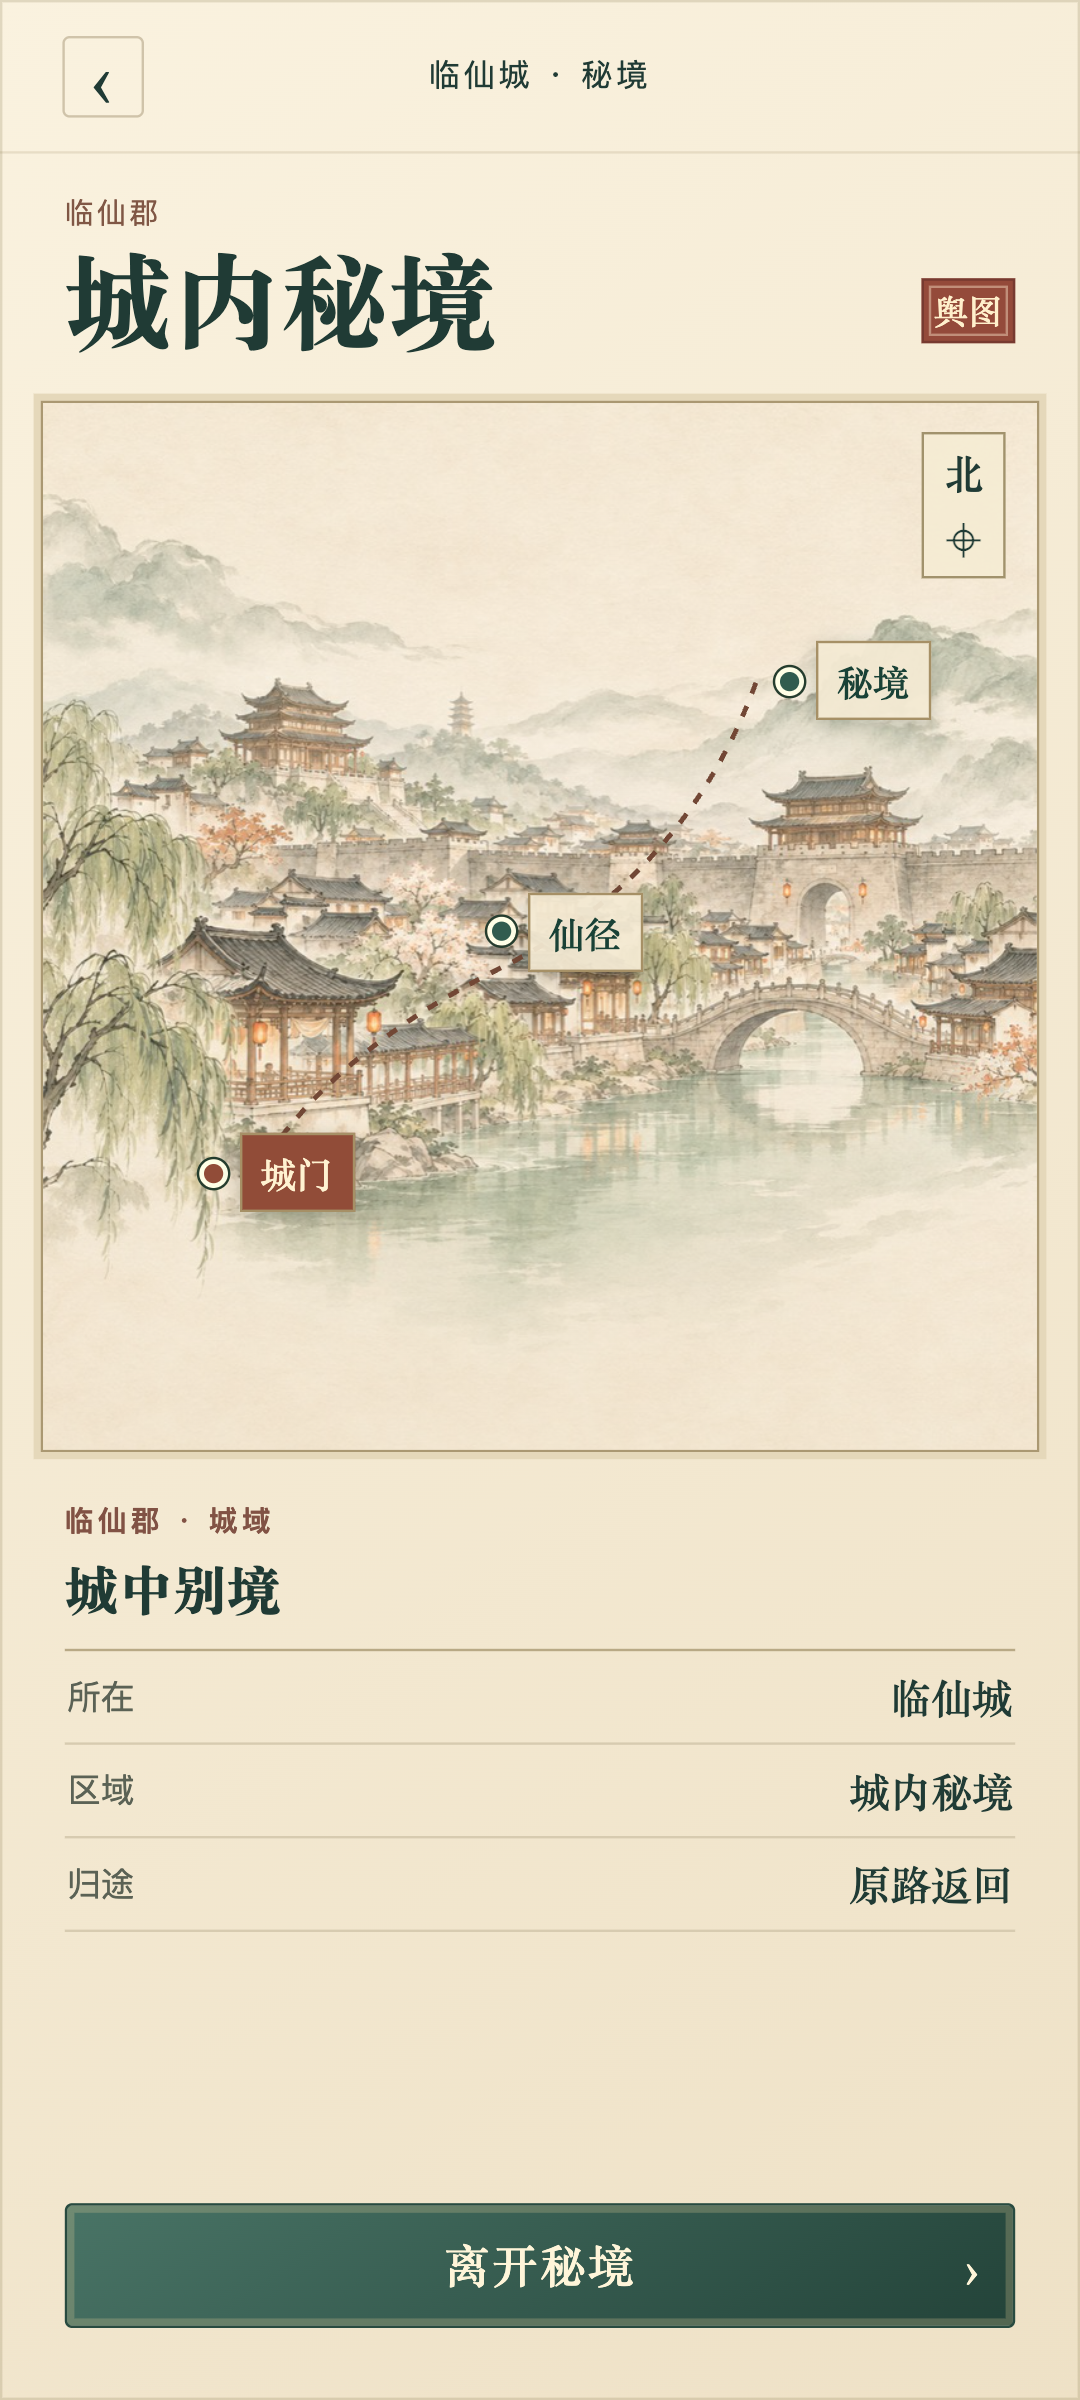 ‹
临仙城 · 秘境
临仙郡
城内秘境
舆图
北
秘境
仙径
城门
临仙郡 · 城域
城中别境
所在 临仙城
区域 城内秘境
归途 原路返回
离开秘境 ›